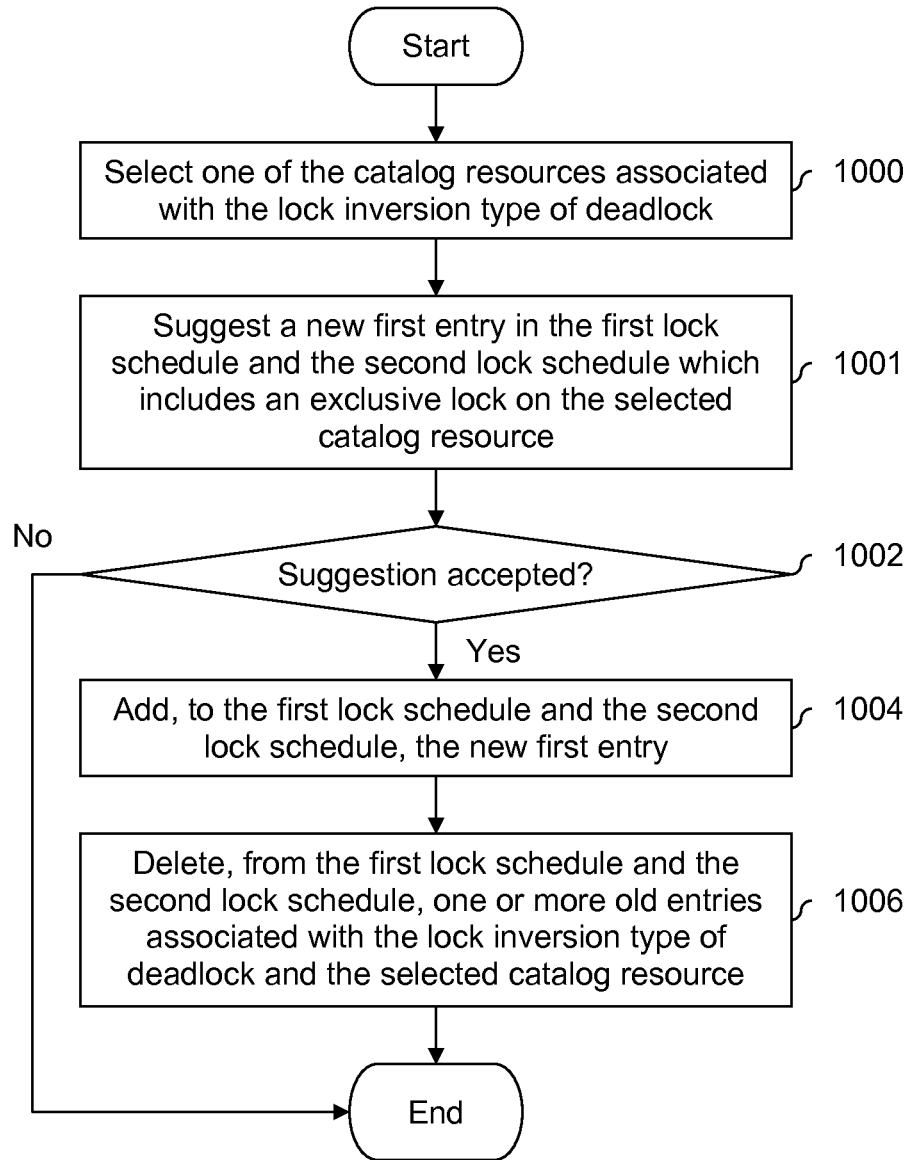 Start
Select one of the catalog resources associated
with the lock inversion type of deadlock
1000
Suggest a new first entry in the first lock
schedule and the second lock schedule which
includes an exclusive lock on the selected
catalog resource
1001
No
Suggestion accepted?
1002
Yes
Add, to the first lock schedule and the second
lock schedule, the new first entry
1004
Delete, from the first lock schedule and the
second lock schedule, one or more old entries
associated with the lock inversion type of
deadlock and the selected catalog resource
1006
End